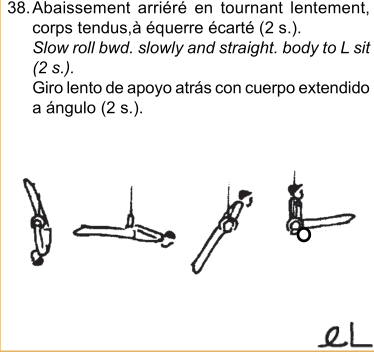 38. Abaissement arriéré en tournant lentement,
corps tendus,à équerre écarté (2 s.).
Slow roll bwd. slowly and straight. body to L sit
(2 s.).
Giro lento de apoyo atrás con cuerpo extendido
a ángulo (2 s.).
eL